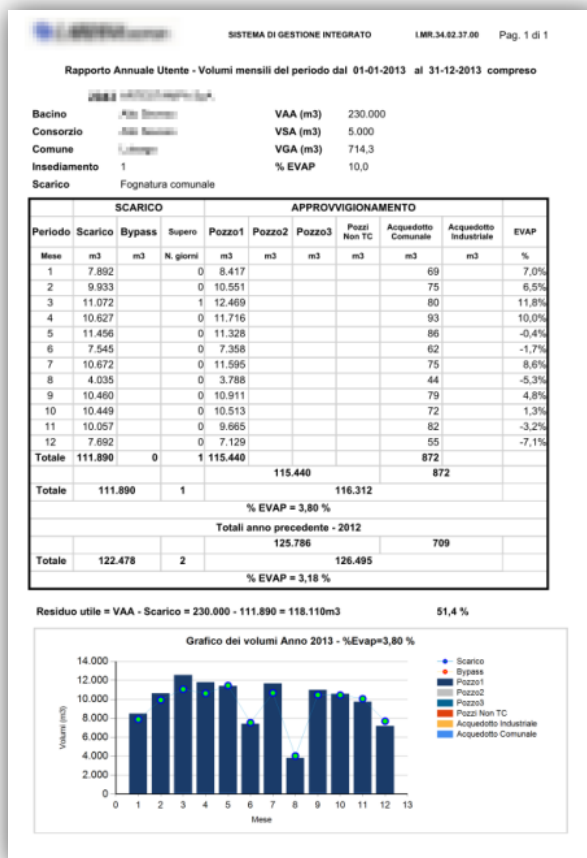 SISTEMA DI GESTIONE INTEGRATO I.MR.34.02.37.00 Pag. 1 di 1
Rapporto Annuale Utente - Volumi mensili del periodo dal 01-01-2013 al 31-12-2013 compreso
Bacino VAA (m3) 230.000
Consorzio VSA (m3) 5.000
Comune VGA (m3) 714,3
Insediamento 1 % EVAP 10,0
Scarico Fognatura comunale
SCARICO APPROVVIGIONAMENTO
Periodo Scarico Bypass Supero Pozzo1 Pozzo2 Pozzo3 Pozzi Non TC Acquedotto Comunale Acquedotto Industriale EVAP
Mese m3 m3 N. giorni m3 m3 m3 m3 m3 m3 %
1 7.892 0 8.417 69 7,0%
2 9.933 0 10.551 75 6,5%
3 11.072 1 12.469 80 11,8%
4 10.627 0 11.716 93 10,0%
5 11.456 0 11.328 86 -0,4%
6 7.545 0 7.358 62 -1,7%
7 10.672 0 11.595 75 8,6%
8 4.035 0 3.788 44 -5,3%
9 10.460 0 10.911 79 4,8%
10 10.449 0 10.513 72 1,3%
11 10.057 0 9.665 82 -3,2%
12 7.692 0 7.129 55 -7,1%
Totale 111.890 0 1 115.440 872
115.440 872
Totale 111.890 1 116.312
% EVAP = 3,80 %
Totali anno precedente - 2012
125.786 709
Totale 122.478 2 126.495
% EVAP = 3,18 %
Residuo utile = VAA - Scarico = 230.000 - 111.890 = 118.110m3 51,4 %
Grafico dei volumi Anno 2013 - %Evap=3,80 %
14.000
12.000
10.000
8.000
6.000
4.000
2.000
0
Volumi (m3)
0 1 2 3 4 5 6 7 8 9 10 11 12 13
Mese
Scarico
Bypass
Pozzo1
Pozzo2
Pozzo3
Pozzi Non TC
Acquedotto Industriale
Acquedotto Comunale